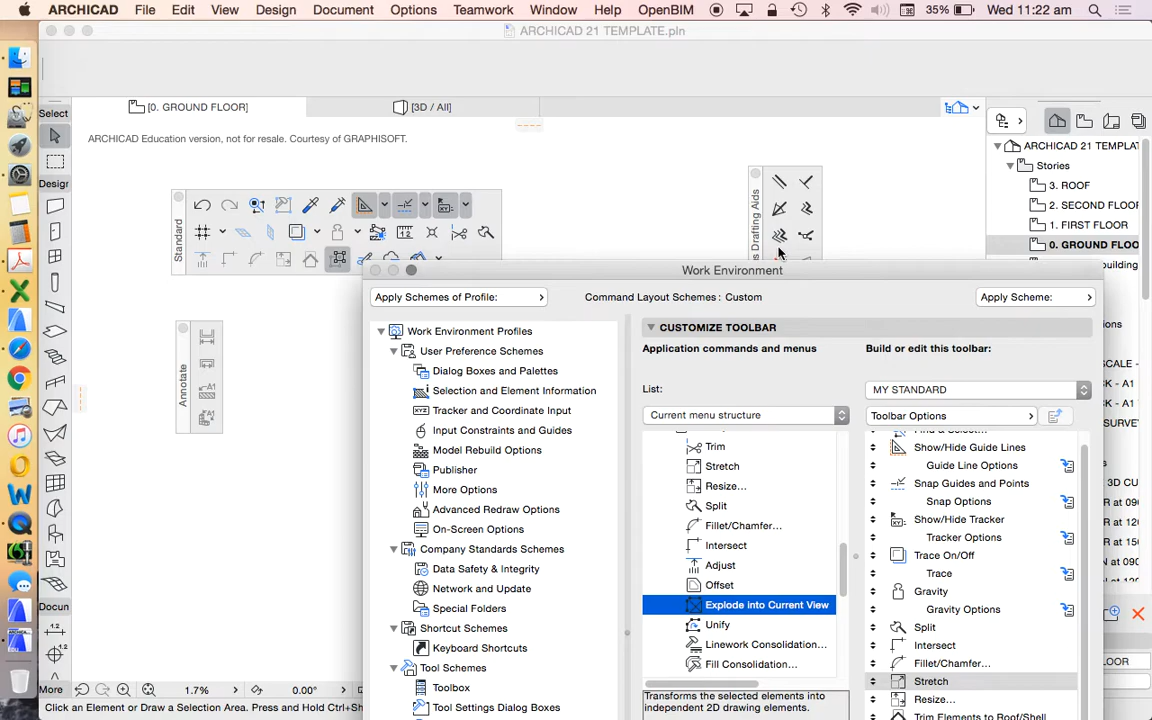 ARCHICAD File Edit View Design Document Options Teamwork Window Help OpenBIM 35% Wed 11:22 am
ARCHICAD 21 TEMPLATE.pln
Select
[0. GROUND FLOOR]
[3D / All]
ARCHICAD Education version, not for resale. Courtesy of GRAPHISOFT.
ARCHICAD 21 TEMPL
Stories
3. ROOF
2. SECOND FLOOR
1. FIRST FLOOR
0. GROUND FLOO
Design
Standard
Drafting Aids
Annotate
Work Environment
Apply Schemes of Profile:
Command Layout Schemes : Custom
Apply Scheme:
Work Environment Profiles
User Preference Schemes
Dialog Boxes and Palettes
Selection and Element Information
Tracker and Coordinate Input
Input Constraints and Guides
Model Rebuild Options
Publisher
More Options
Advanced Redraw Options
On-Screen Options
Company Standards Schemes
Data Safety & Integrity
Network and Update
Special Folders
Shortcut Schemes
Keyboard Shortcuts
Tool Schemes
Toolbox
Tool Settings Dialog Boxes
CUSTOMIZE TOOLBAR
Application commands and menus
Build or edit this toolbar:
List:
MY STANDARD
Current menu structure
Toolbar Options
Trim
Stretch
Resize...
Split
Fillet/Chamfer...
Intersect
Adjust
Offset
Explode into Current View
Unify
Linework Consolidation...
Fill Consolidation...
Transforms the selected elements into
independent 2D drawing elements.
Find & Select...
Show/Hide Guide Lines
Guide Line Options
Snap Guides and Points
Snap Options
Show/Hide Tracker
Tracker Options
Trace On/Off
Trace
Gravity
Gravity Options
Split
Intersect
Fillet/Chamfer...
Stretch
Resize...
Trim Elements to Roof/Shell
Docun
More
1.7%
0.00°
Click an Element or Draw a Selection Area. Press and Hold Ctrl+Sh